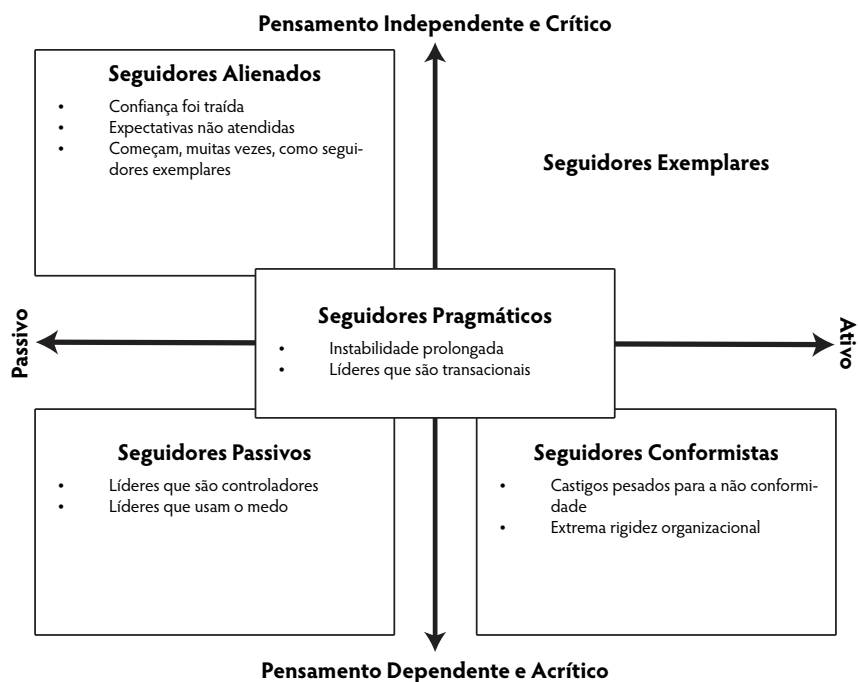 Pensamento Independente e Crítico
Seguidores Alienados
• Confiança foi traída
• Expectativas não atendidas
• Começam, muitas vezes, como segui-
dores exemplares
Seguidores Exemplares
Passivo
Seguidores Pragmáticos
• Instabilidade prolongada
• Líderes que são transacionais
Ativo
Seguidores Passivos
• Líderes que são controladores
• Líderes que usam o medo
Seguidores Conformistas
• Castigos pesados para a não conformi-
dade
• Extrema rigidez organizacional
Pensamento Dependente e Acrítico